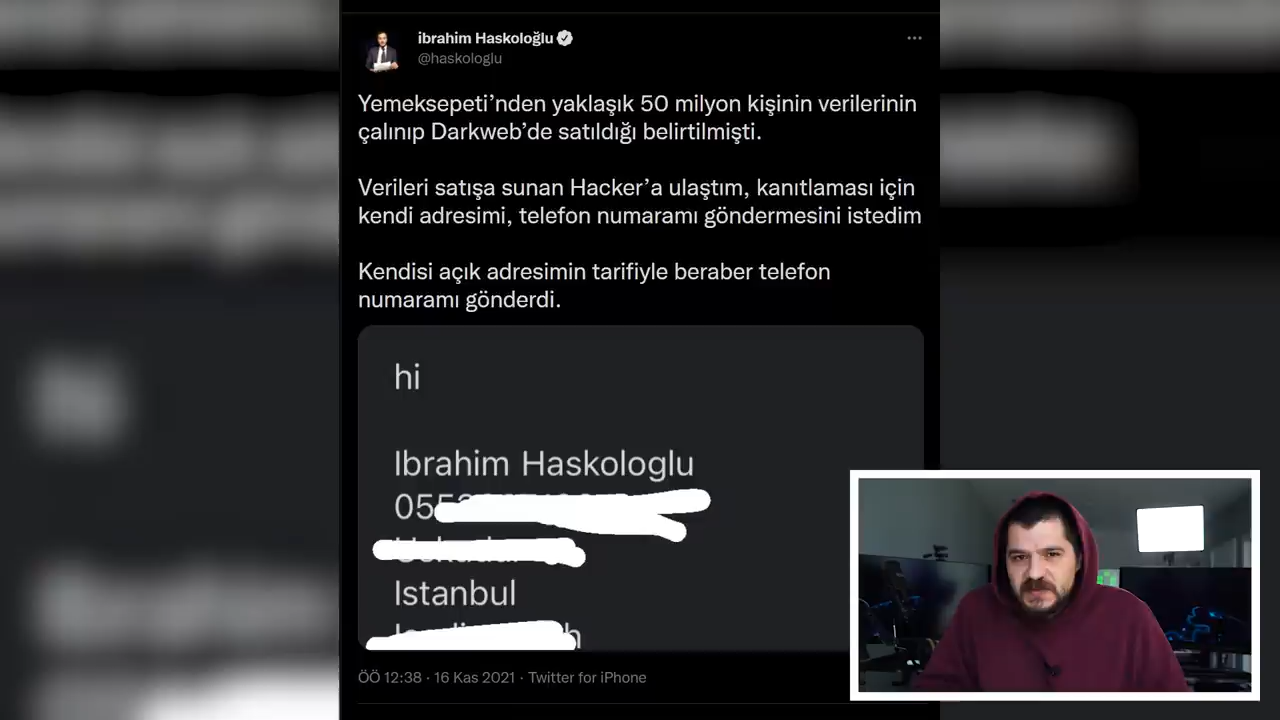 ibrahim Haskoloğlu
@haskologlu
Yemeksepeti’nden yaklaşık 50 milyon kişinin verilerinin
çalınıp Darkweb’de satıldığı belirtilmişti.
Verileri satışa sunan Hacker’a ulaştım, kanıtlaması için
kendi adresimi, telefon numaramı göndermesini istedim
Kendisi açık adresimin tarifiyle beraber telefon
numaramı gönderdi.
hi
Ibrahim Haskologlu
Istanbul
ÖÖ 12:38 · 16 Kas 2021 · Twitter for iPhone